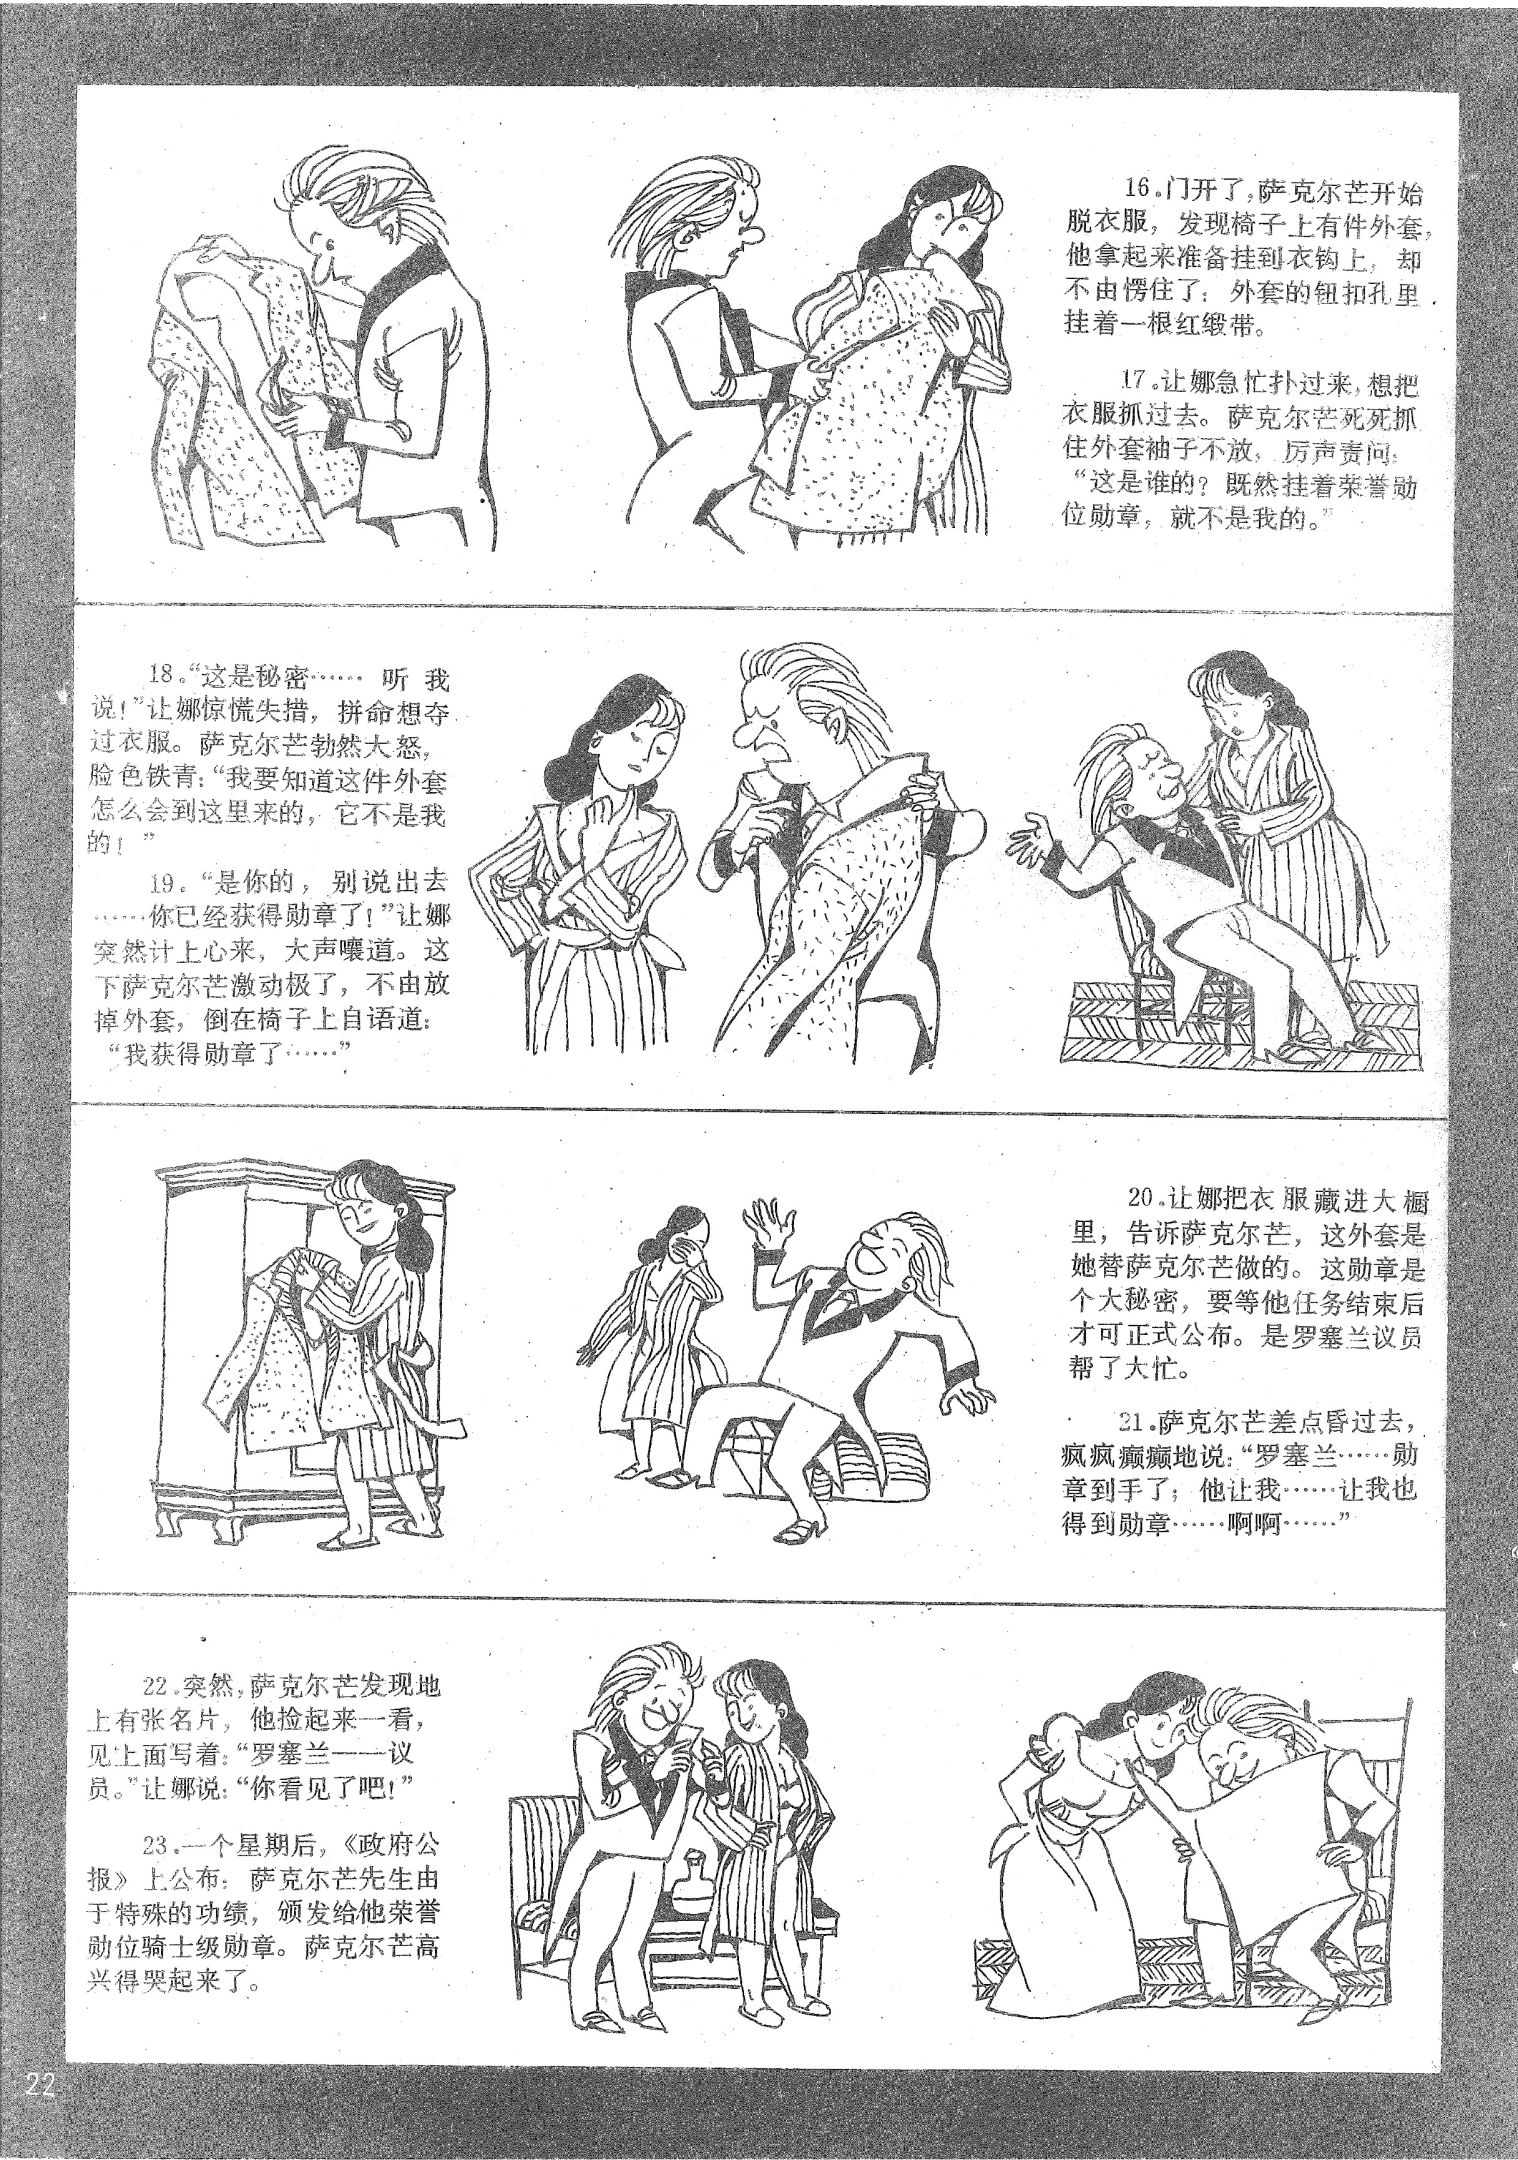 16.门开了,萨克尔芒开始
脱衣服，发现椅子上有件外套，
他拿起来准备挂到衣钩上，却
不由愣住了：外套的钮扣孔里
挂着一根红缎带。
17.让娜急忙扑过来,想把
衣服抓过去。萨克尔芒死死抓
住外套袖子不放，厉声责问：
“这是谁的？既然挂着荣誉勋
位勋章，就不是我的。”
18.“这是秘密……听我
说！”让娜惊慌失措，拼命想夺
过衣服。萨克尔芒勃然大怒，
脸色铁青：“我要知道这件外套
怎么会到这里来的，它不是我
的！”
19.“是你的，别说出去
……你已经获得勋章了！”让娜
突然计上心来，大声嚷道。这
下萨克尔芒激动极了，不由放
掉外套，倒在椅子上自语道：
“我获得勋章了……”
20.让娜把衣服藏进大橱
里，告诉萨克尔芒，这外套是
她替萨克尔芒做的。这勋章是
个大秘密，要等他任务结束后
才可正式公布。是罗塞兰议员
帮了大忙。
21.萨克尔芒差点昏过去，
疯疯癫癫地说：“罗塞兰……勋
章到手了；他让我……让我也
得到勋章……啊啊……”
22.突然,萨克尔芒发现地
上有张名片，他捡起来一看，
见上面写着：“罗塞兰——议
员。”让娜说：“你看见了吧！”
23.一个星期后，《政府公
报》上公布：萨克尔芒先生由
于特殊的功绩，颁发给他荣誉
勋位骑士级勋章。萨克尔芒高
兴得哭起来了。
22